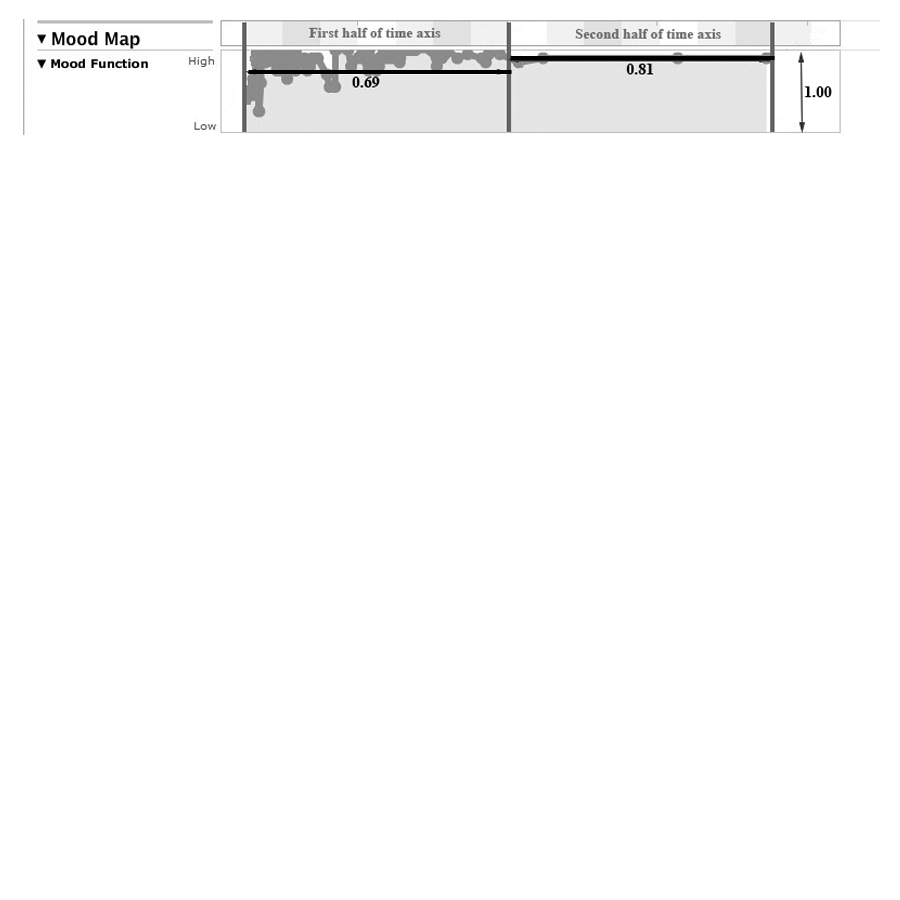 ▼ Mood Map
First half of time axis
Second half of time axis
▼ Mood Function
High
0.69
0.81
1.00
Low